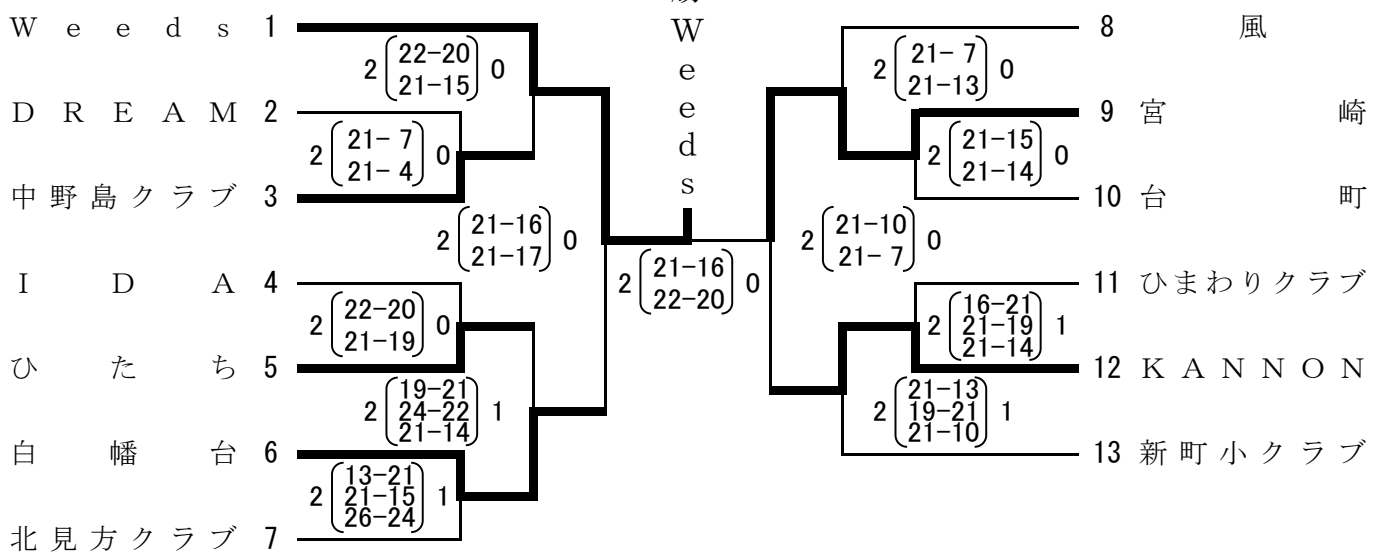 Weeds 1
2 22-20 0
21-15
DREAM 2
2 21- 7 0
21- 4
中野島クラブ 3
2 21-16 0
21-17
IDA 4
2 22-20 0
21-19
ひたち 5
2 19-21 1
24-22
21-14
白幡台 6
2 13-21 1
21-15
26-24
北見方クラブ 7
Weeds
2 21-16 0
22-20
8 風
2 21- 7 0
21-13
9 宮崎
2 21-15 0
21-14
10 台町
2 21-10 0
21- 7
11 ひまわりクラブ
2 16-21 1
21-19
21-14
12 KANNON
2 21-13 1
19-21
21-10
13 新町小クラブ